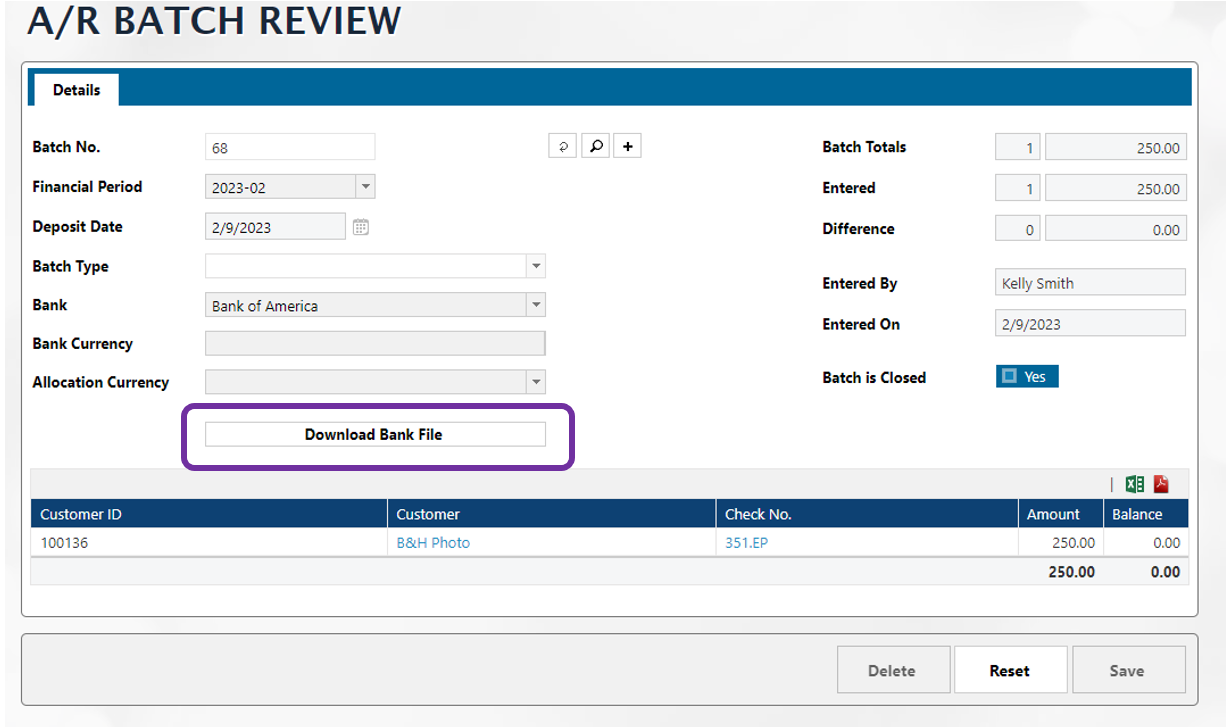 A/R BATCH REVIEW
Details
Batch No. 68
Financial Period 2023-02
Deposit Date 2/9/2023
Batch Type
Bank Bank of America
Bank Currency
Allocation Currency
Download Bank File
Batch Totals 1 250.00
Entered 1 250.00
Difference 0 0.00
Entered By Kelly Smith
Entered On 2/9/2023
Batch is Closed Yes
Customer ID Customer Check No. Amount Balance
100136 B&H Photo 351.EP 250.00 0.00
250.00 0.00
Delete Reset Save